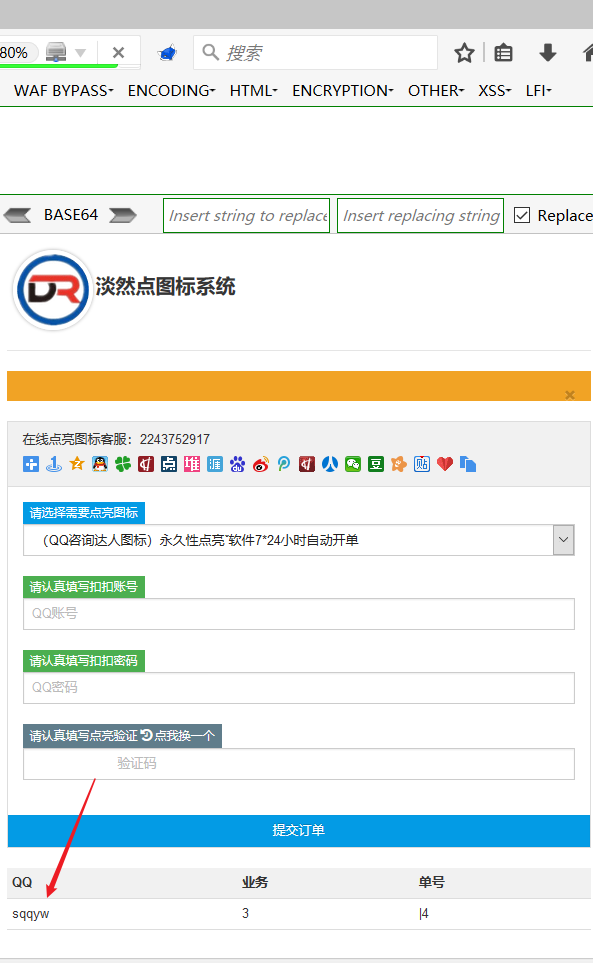 80%
搜索
WAF BYPASS ENCODING HTML ENCRYPTION OTHER XSS LFI
BASE64 Insert string to replace Insert replacing string Replace
DR 淡然点图标系统
×
在线点亮图标客服：2243752917
请选择需要点亮图标
（QQ咨询达人图标）永久性点亮~软件7*24小时自动开单
请认真填写扣扣账号
QQ账号
请认真填写扣扣密码
QQ密码
请认真填写点亮验证 点我换一个
验证码
提交订单
QQ 业务 单号
sqqyw 3 |4